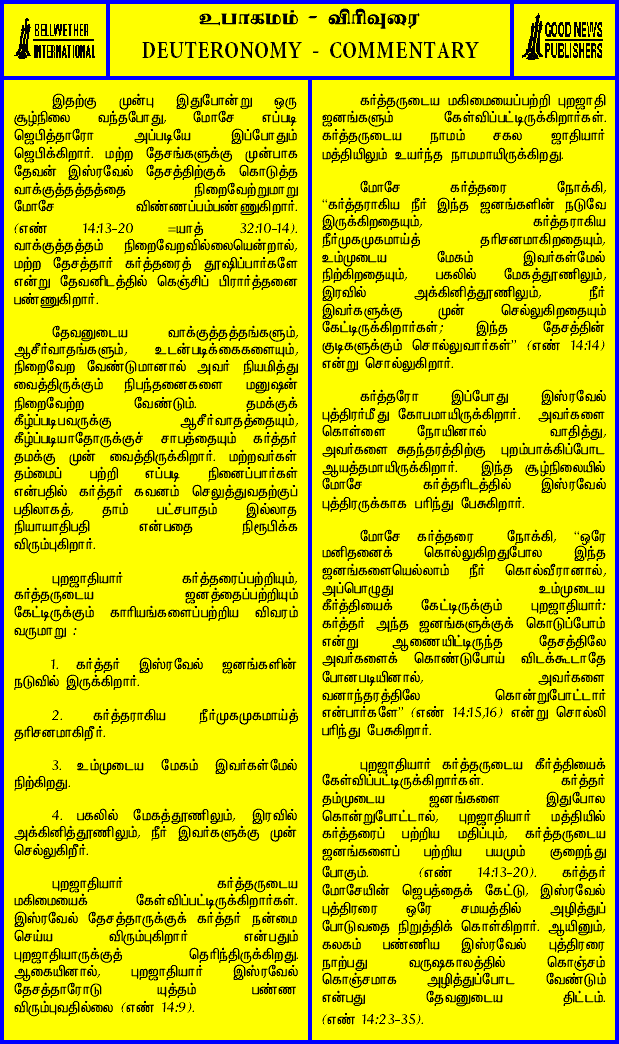 BELLWETHER
INTERNATIONAL
உபாகமம் - விரிவுரை
DEUTERONOMY - COMMENTARY
GOOD NEWS
PUBLISHERS
இதற்கு முன்பு இதுபோன்று ஒரு
சூழ்நிலை வந்தபோது, மோசே எப்படி
ஜெபித்தாரோ அப்படியே இப்போதும்
ஜெபிக்கிறார். மற்ற தேசங்களுக்கு முன்பாக
தேவன் இஸ்ரவேல் தேசத்திற்குக் கொடுத்த
வாக்குத்தத்தத்தை நிறைவேற்றுமாறு
மோசே விண்ணப்பம்பண்ணுகிறார்.
(எண் 14:13-20 =யாத் 32:10-14).
வாக்குத்தத்தம் நிறைவேறவில்லையென்றால்,
மற்ற தேசத்தார் கர்த்தரைத் தூஷிப்பார்களே
என்று தேவனிடத்தில் கெஞ்சிப் பிரார்த்தனை
பண்ணுகிறார்.
தேவனுடைய வாக்குத்தத்தங்களும்,
ஆசீர்வாதங்களும், உடன்படிக்கைகளையும்,
நிறைவேற வேண்டுமானால் அவர் நியமித்து
வைத்திருக்கும் நிபந்தனைகளை மனுஷன்
நிறைவேற்ற வேண்டும். தமக்குக்
கீழ்ப்படிபவருக்கு ஆசீர்வாதத்தையும்,
கீழ்ப்படியாதோருக்குச் சாபத்தையும் கர்த்தர்
தமக்கு முன் வைத்திருக்கிறார். மற்றவர்கள்
தம்மைப் பற்றி எப்படி நினைப்பார்கள்
என்பதில் கர்த்தர் கவனம் செலுத்துவதற்குப்
பதிலாகத், தாம் பட்சபாதம் இல்லாத
நியாயாதிபதி என்பதை நிரூபிக்க
விரும்புகிறார்.
புறஜாதியார் கர்த்தரைப்பற்றியும்,
கர்த்தருடைய ஜனத்தைப்பற்றியும்
கேட்டிருக்கும் காரியங்களைப்பற்றிய விவரம்
வருமாறு :
1. கர்த்தர் இஸ்ரவேல் ஜனங்களின்
நடுவில் இருக்கிறார்.
2. கர்த்தராகிய நீர்முகமுகமாய்த்
தரிசனமாகிறீர்.
3. உம்முடைய மேகம் இவர்கள்மேல்
நிற்கிறது.
4. பகலில் மேகத்தூணிலும், இரவில்
அக்கினித்தூணிலும், நீர் இவர்களுக்கு முன்
செல்லுகிறீர்.
புறஜாதியார் கர்த்தருடைய
மகிமையைக் கேள்விப்பட்டிருக்கிறார்கள்.
இஸ்ரவேல் தேசத்தாருக்குக் கர்த்தர் நன்மை
செய்ய விரும்புகிறார் என்பதும்
புறஜாதியாருக்குத் தெரிந்திருக்கிறது.
ஆகையினால், புறஜாதியார் இஸ்ரவேல்
தேசத்தாரோடு யுத்தம் பண்ண
விரும்புவதில்லை (எண் 14:9).
கர்த்தருடைய மகிமையைப்பற்றி புறஜாதி
ஜனங்களும் கேள்விப்பட்டிருக்கிறார்கள்.
கர்த்தருடைய நாமம் சகல ஜாதியார்
மத்தியிலும் உயர்ந்த நாமமாயிருக்கிறது.
மோசே கர்த்தரை நோக்கி,
“கர்த்தராகிய நீர் இந்த ஜனங்களின் நடுவே
இருக்கிறதையும், கர்த்தராகிய
நீர்முகமுகமாய்த் தரிசனமாகிறதையும்,
உம்முடைய மேகம் இவர்கள்மேல்
நிற்கிறதையும், பகலில் மேகத்தூணிலும்,
இரவில் அக்கினித்தூணிலும், நீர்
இவர்களுக்கு முன் செல்லுகிறதையும்
கேட்டிருக்கிறார்கள்; இந்த தேசத்தின்
குடிகளுக்கும் சொல்லுவார்கள்” (எண் 14:14)
என்று சொல்லுகிறார்.
கர்த்தரோ இப்போது இஸ்ரவேல்
புத்திரர்மீது கோபமாயிருக்கிறார். அவர்களை
கொள்ளை நோயினால் வாதித்து,
அவர்களை சுதந்தரத்திற்கு புறம்பாக்கிப்போட
ஆயத்தமாயிருக்கிறார். இந்த சூழ்நிலையில்
மோசே கர்த்தரிடத்தில் இஸ்ரவேல்
புத்திரருக்காக பரிந்து பேசுகிறார்.
மோசே கர்த்தரை நோக்கி, “ஒரே
மனிதனைக் கொல்லுகிறதுபோல இந்த
ஜனங்களையெல்லாம் நீர் கொல்வீரானால்,
அப்பொழுது உம்முடைய
கீர்த்தியைக் கேட்டிருக்கும் புறஜாதியார்:
கர்த்தர் அந்த ஜனங்களுக்குக் கொடுப்போம்
என்று ஆணையிட்டிருந்த தேசத்திலே
அவர்களைக் கொண்டுபோய் விடக்கூடாதே
போனபடியினால், அவர்களை
வனாந்தரத்திலே கொன்றுபோட்டார்
என்பார்களே” (எண் 14:15,16) என்று சொல்லி
பரிந்து பேசுகிறார்.
புறஜாதியார் கர்த்தருடைய கீர்த்தியைக்
கேள்விப்பட்டிருக்கிறார்கள். கர்த்தர்
தம்முடைய ஜனங்களை இதுபோல
கொன்றுபோட்டால், புறஜாதியார் மத்தியில்
கர்த்தரைப் பற்றிய மதிப்பும், கர்த்தருடைய
ஜனங்களைப் பற்றிய பயமும் குறைந்து
போகும். (எண் 14:13-20). கர்த்தர்
மோசேயின் ஜெபத்தைக் கேட்டு, இஸ்ரவேல்
புத்திரரை ஒரே சமயத்தில் அழித்துப்
போடுவதை நிறுத்திக் கொள்கிறார். ஆயினும்,
கலகம் பண்ணிய இஸ்ரவேல் புத்திரரை
நாற்பது வருஷகாலத்தில் கொஞ்சம்
கொஞ்சமாக அழித்துப்போட வேண்டும்
என்பது தேவனுடைய திட்டம்.
(எண் 14:23-35).